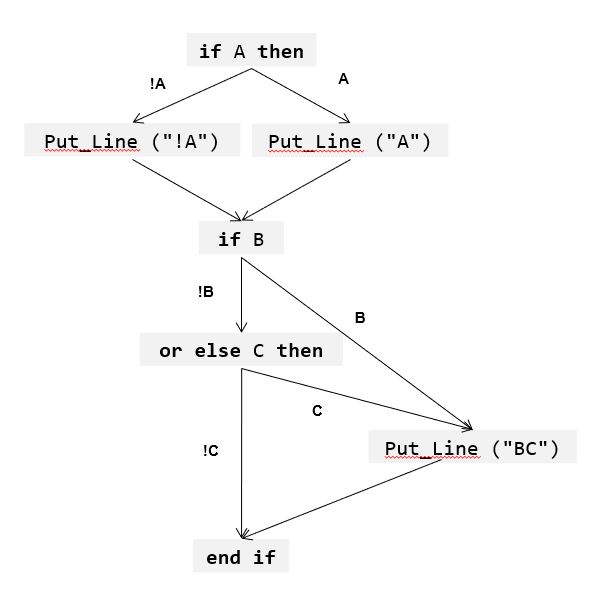 if A then
!A
A
Put_Line ("!A")
Put_Line ("A")
if B
!B
B
or else C then
C
!C
Put_Line ("BC")
end if